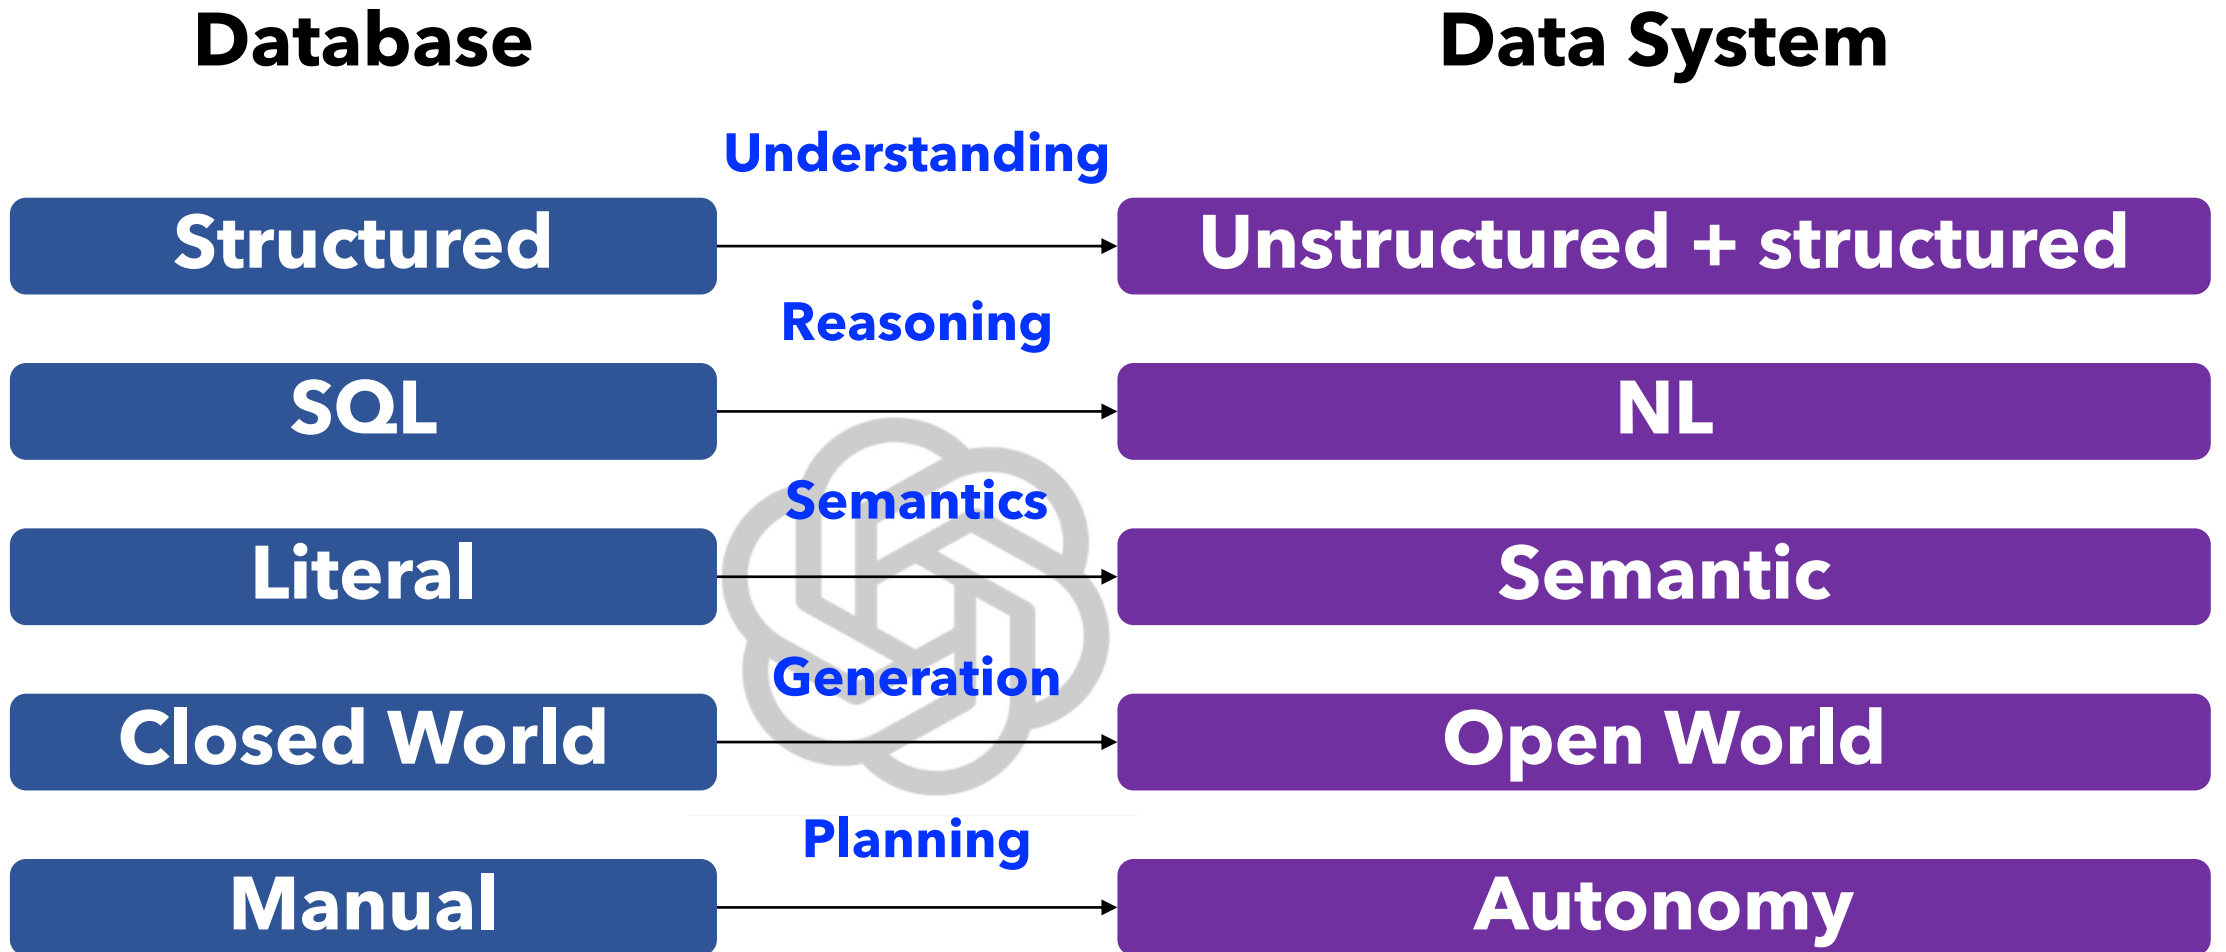 Database
Data System
Understanding
Structured
Unstructured + structured
Reasoning
SQL
NL
Semantics
Literal
Semantic
Generation
Closed World
Open World
Planning
Manual
Autonomy